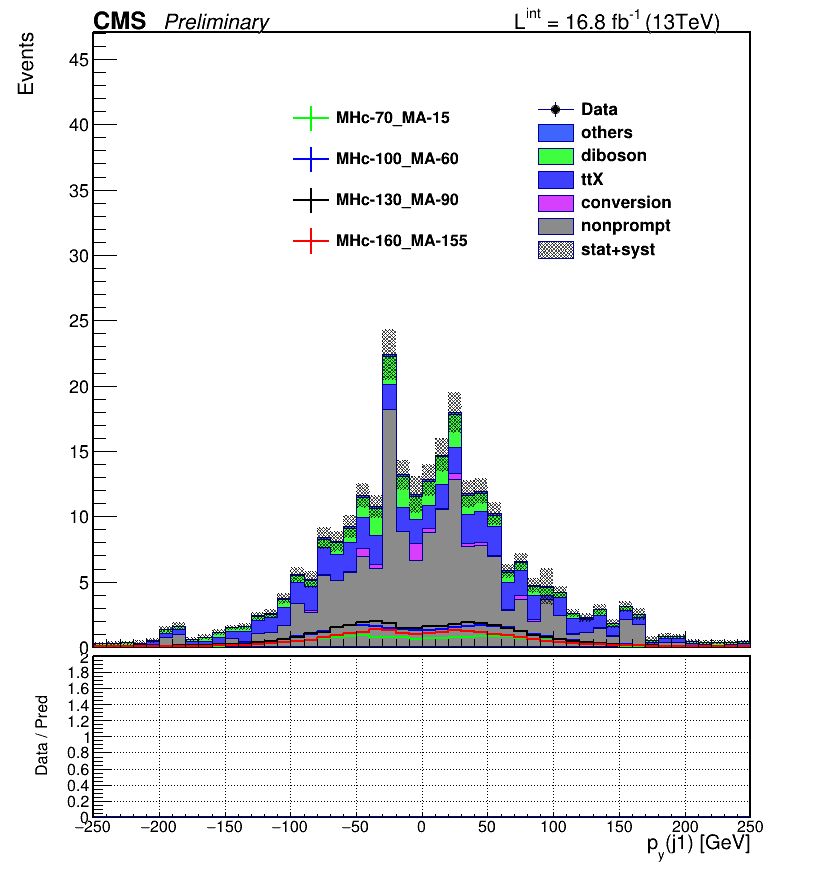 CMS Preliminary L^int = 16.8 fb^-1 (13TeV)
Events
45
40
35
30
25
20
15
10
5
0
MHc-70_MA-15
MHc-100_MA-60
MHc-130_MA-90
MHc-160_MA-155
Data
others
diboson
ttX
conversion
nonprompt
stat+syst
Data / Pred
2
1.8
1.6
1.4
1.2
1
0.8
0.6
0.4
0.2
0
−250 −200 −150 −100 −50 0 50 100 150 200 250
p_y(j1) [GeV]